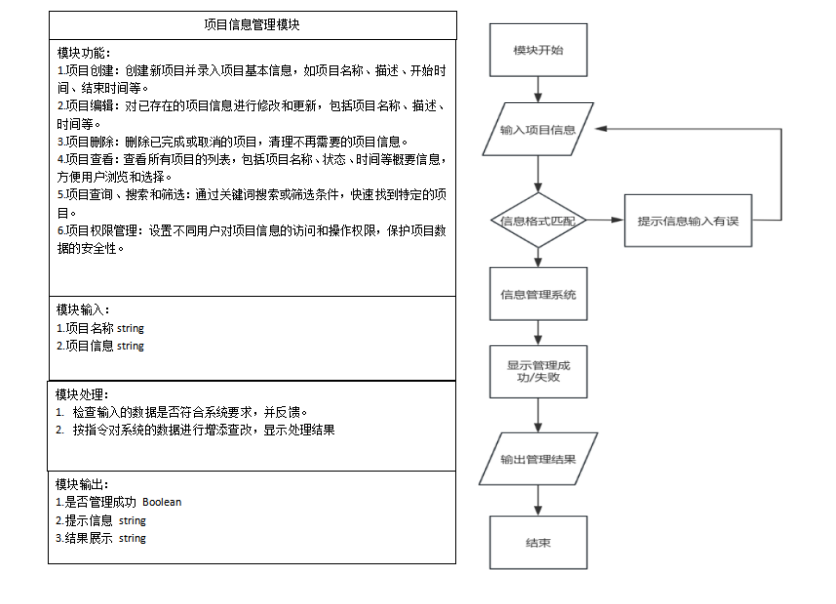 项目信息管理模块
模块功能：
1.项目创建：创建新项目并录入项目基本信息，如项目名称、描述、开始时
间、结束时间等。
2.项目编辑：对已存在的项目信息进行修改和更新，包括项目名称、描述、
时间等。
3.项目删除：删除已完成或取消的项目，清理不再需要的项目信息。
4.项目查看：查看所有项目的列表，包括项目名称、状态、时间等概要信息，
方便用户浏览和选择。
5.项目查询、搜索和筛选：通过关键词搜索或筛选条件，快速找到特定的项
目。
6.项目权限管理：设置不同用户对项目信息的访问和操作权限，保护项目数
据的安全性。
模块输入：
1.项目名称 string
2.项目信息 string
模块处理：
1. 检查输入的数据是否符合系统要求，并反馈。
2. 按指令对系统的数据进行增添查改，显示处理结果
模块输出：
1.是否管理成功 Boolean
2.提示信息 string
3.结果展示 string
模块开始
输入项目信息
信息格式匹配
提示信息输入有误
信息管理系统
显示管理成
功/失败
输出管理结果
结束